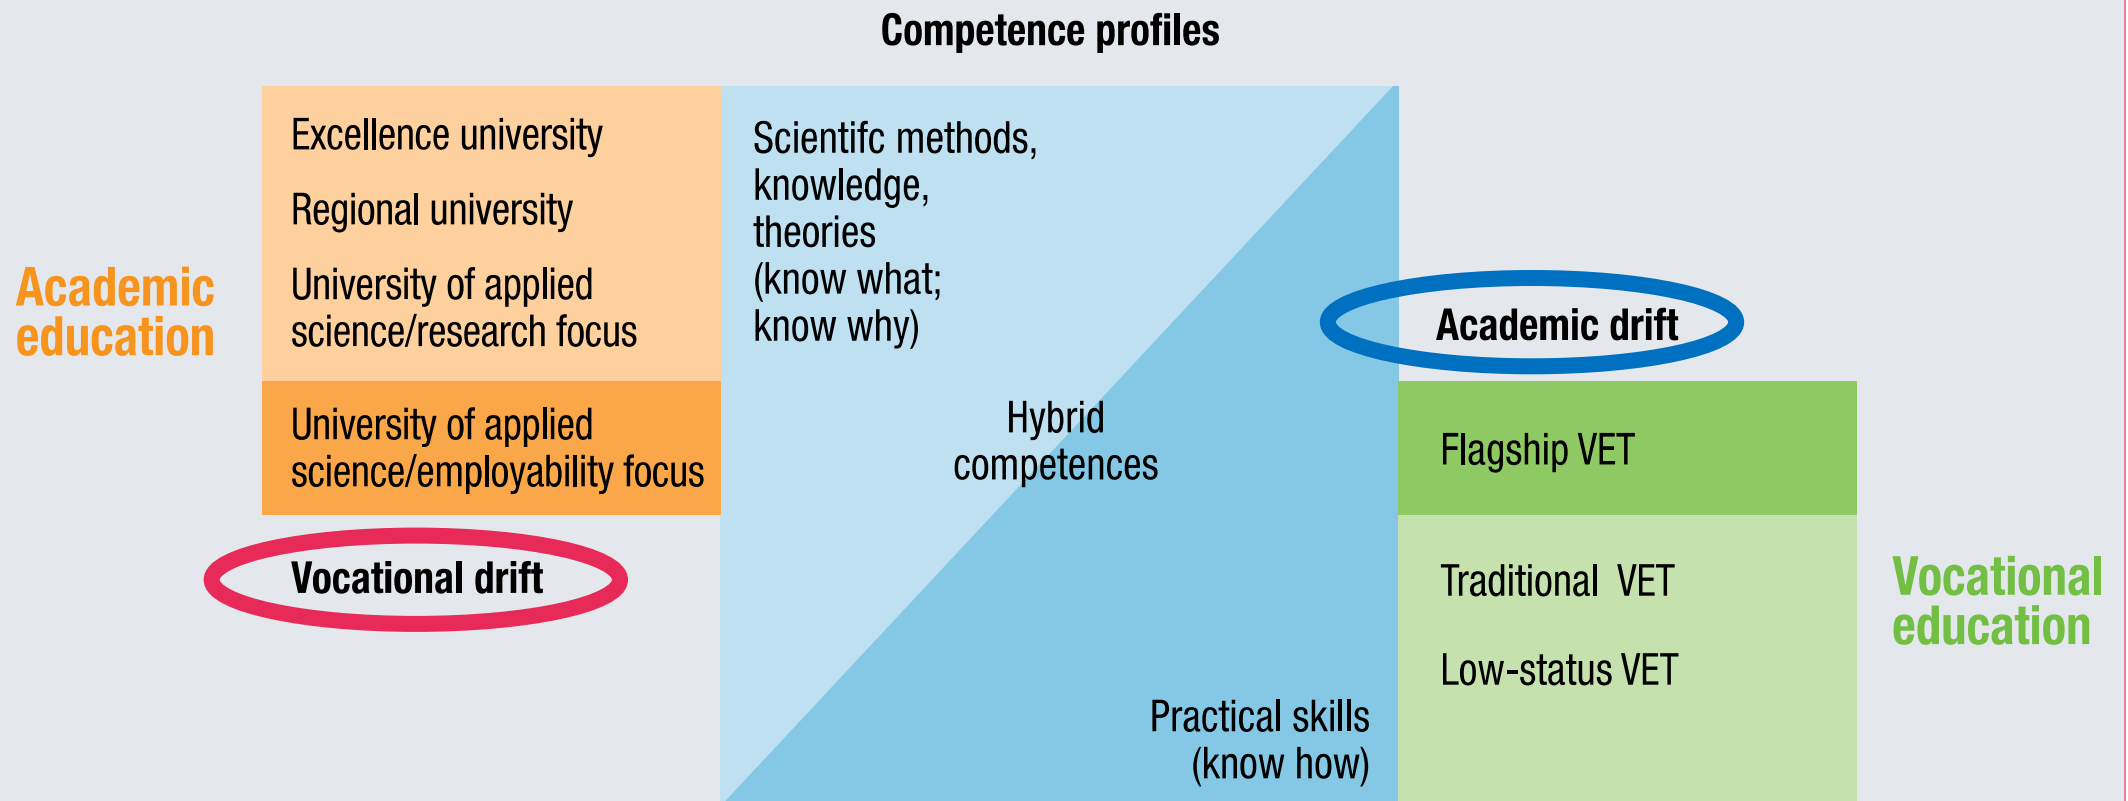 Competence profiles
Academic
education
Excellence university
Regional university
University of applied
science/research focus
University of applied
science/employability focus
Vocational drift
Scientifc methods,
knowledge,
theories
(know what;
know why)
Hybrid
competences
Practical skills
(know how)
Academic drift
Flagship VET
Traditional VET
Low-status VET
Vocational
education